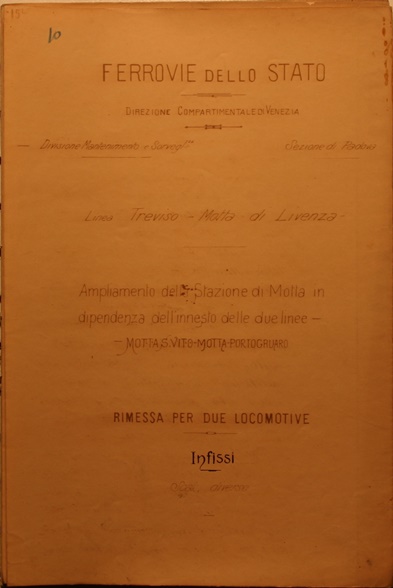 15
10
FERROVIE DELLO STATO
DIREZIONE COMPARTIMENTALE DI VENEZIA
Divisione Mantenimento e Sorvegl.
Sezione di Padova
Linea Treviso - Motta di Livenza
Ampliamento della Stazione di Motta in
dipendenza dell'innesto delle due linee -
- MOTTA S. VITO - MOTTA - PORTOGRUARO
RIMESSA PER DUE LOCOMOTIVE
Infissi